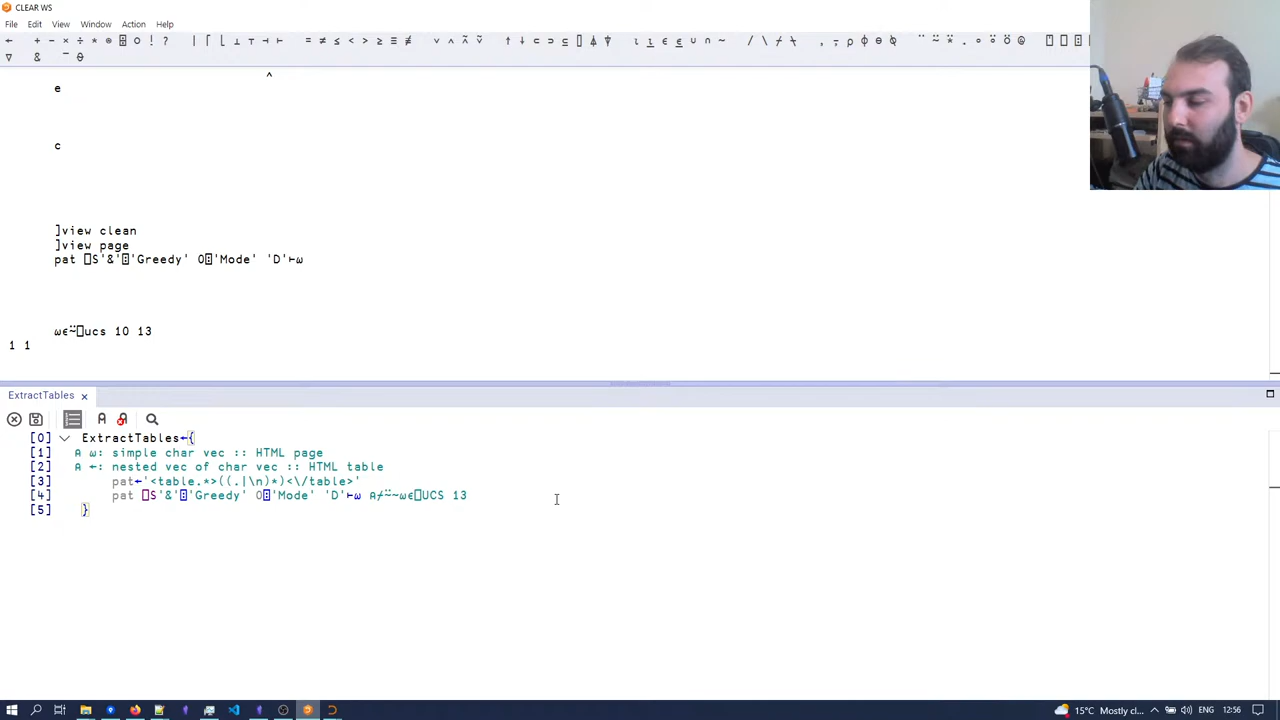 CLEAR WS
File Edit View Window Action Help
← + - × ÷ * ⍟ ⌹ ○ ! ? | ⌈ ⌊ ⊥ ⊤ ⊣ ⊢ = ≠ ≤ < > ≥ ≡ ≢ ∨ ∧ ⍲ ⍱ ↑ ↓ ⊂ ⊃ ⊆ ⌷ ⍋ ⍒ ⍳ ⍸ ∊ ⍷ ∪ ∩ ~ / \ ⌿ ⍀ , ⍪ ⍴ ⌽ ⊖ ⍉ ¨ ⍨ ⍣ . ∘ ⍤ ⍥ @
∇ & ¯ ⍬
^
e
c
]view clean
]view page
pat ⎕S'&'⍠'Greedy' 0⍠'Mode' 'D'⊢⍵
⍵∊⍨⎕ucs 10 13
1 1
ExtractTables ×
[0] ExtractTables←{
[1] ⍝ ⍵: simple char vec :: HTML page
[2] ⍝ ←: nested vec of char vec :: HTML table
[3] pat←'<table.*>((.|\n)*)<\/table>'
[4] pat ⎕S'&'⍠'Greedy' 0⍠'Mode' 'D'⊢⍵ ⍝⌿⍨~⍵∊⎕UCS 13
[5] }
15°C Mostly cl... ENG 12:56